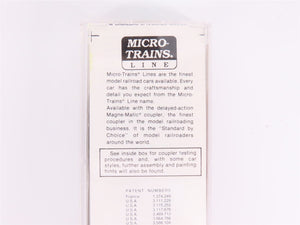 MICRO-
TRAINS®
LINE
Micro-Trains® Lines are the finest
model railroad cars available. Every
car has the craftsmanship and
detail you expect from the Micro-
Trains® Line name.
Available with the delayed-action
Magne-Matic® coupler, the finest
coupler in the model railroading
business. It is the "Standard by
Choice" of model railroaders
around the world.
See inside box for coupler testing
procedures and, with some car
styles, further assembly and painting
hints will also be found.
PATENT NUMBERS
France
U.S.A.
U.S.A.
U.S.A.
U.S.A.
U.S.A.
U.S.A.